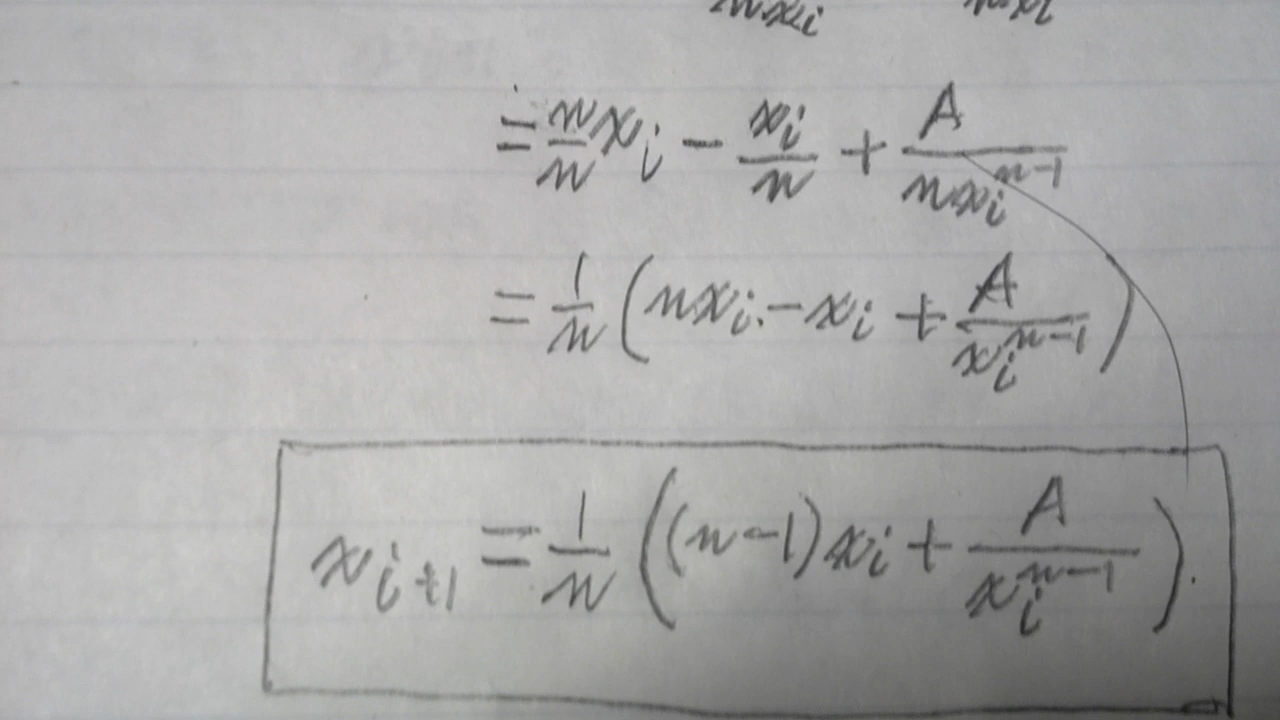 = n/n x_i - x_i/n + A/(n x_i^(n-1))
= 1/n (n x_i - x_i + A/(x_i^(n-1)))
x_(i+1) = 1/n ((n-1) x_i + A/(x_i^(n-1))).